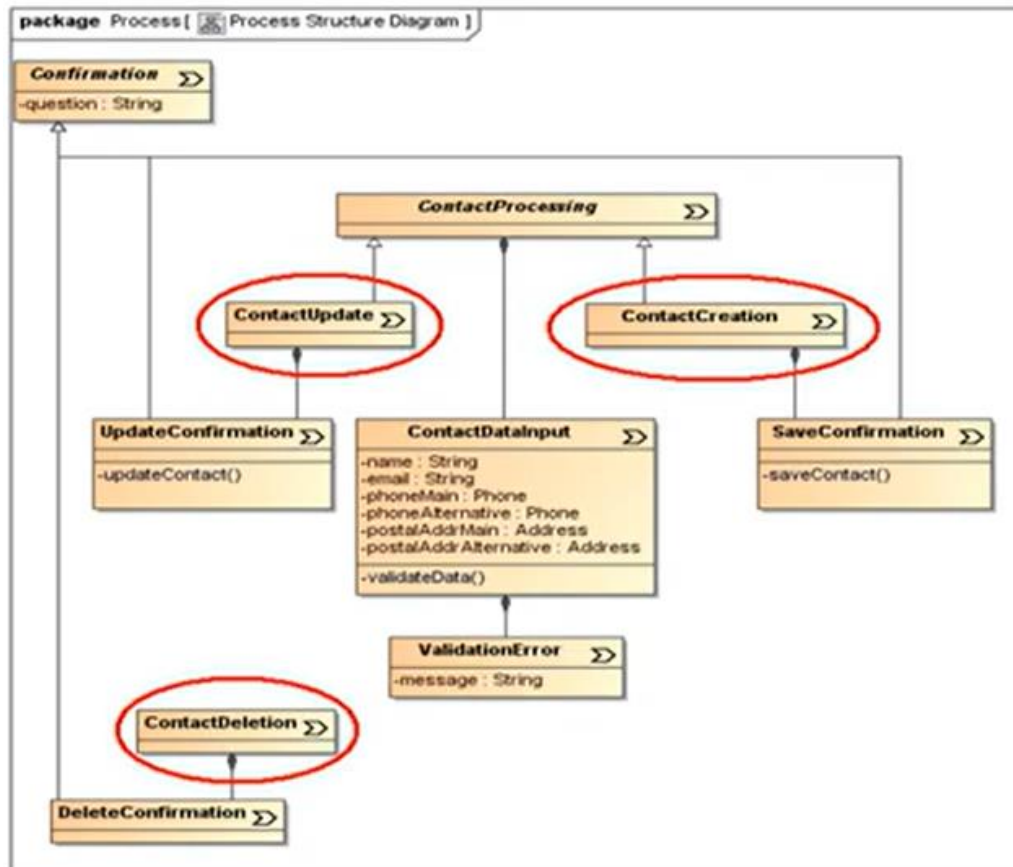 package Process [ Process Structure Diagram ]
Confirmation
-question : String
ContactProcessing
ContactUpdate
ContactCreation
UpdateConfirmation
-updateContact()
ContactDataInput
-name : String
-email : String
-phoneMain : Phone
-phoneAlternative : Phone
-postalAddrMain : Address
-postalAddrAlternative : Address
-validateData()
SaveConfirmation
-saveContact()
ValidationError
-message : String
ContactDeletion
DeleteConfirmation